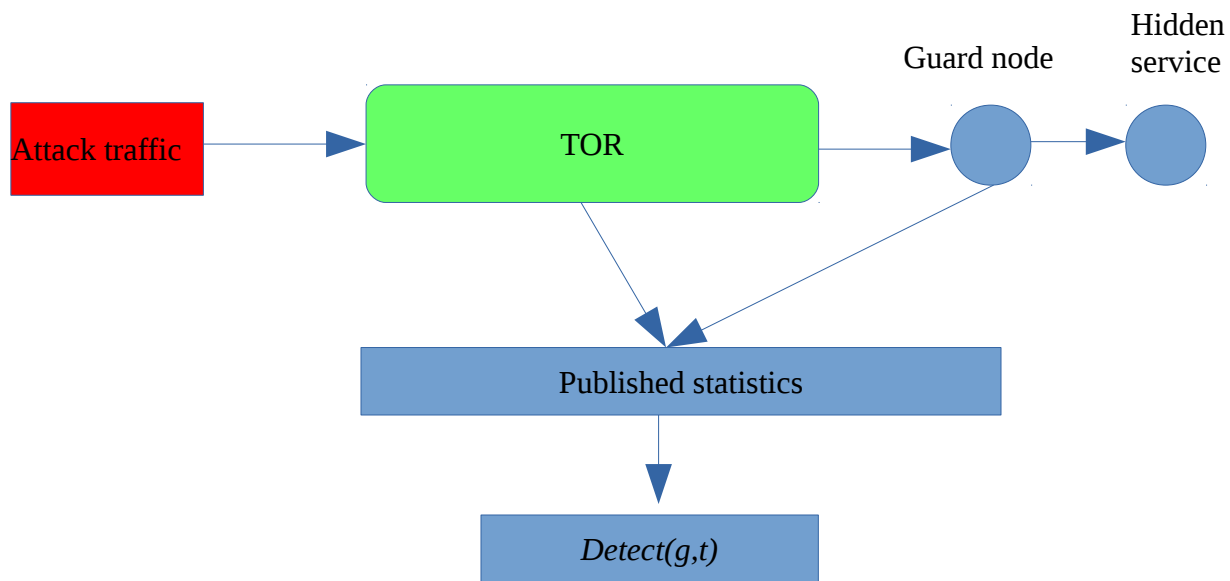 Hidden
service
Guard node
Attack traffic
TOR
Published statistics
Detect(g,t)